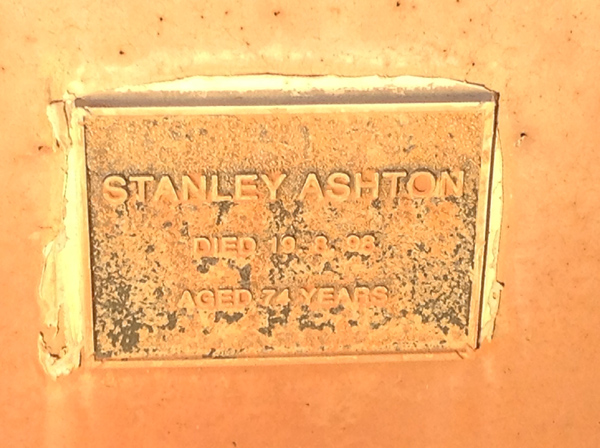 STANLEY ASHTON
DIED 19-8-98
AGED 74 YEARS